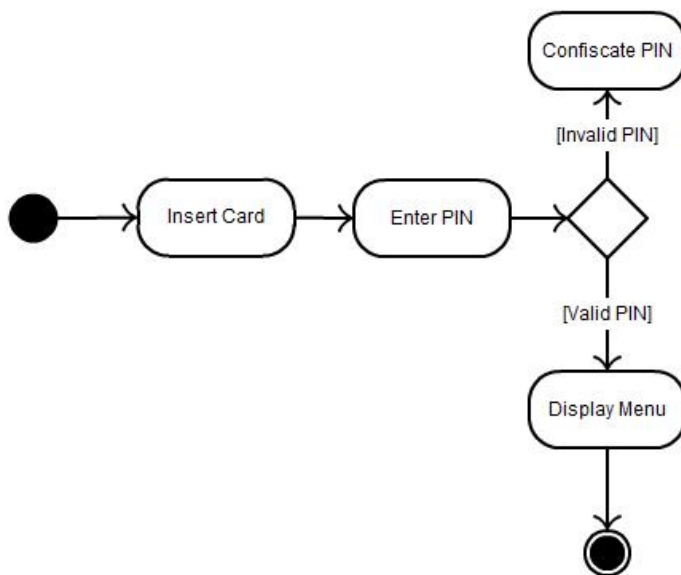 Confiscate PIN
[Invalid PIN]
Insert Card
Enter PIN
[Valid PIN]
Display Menu